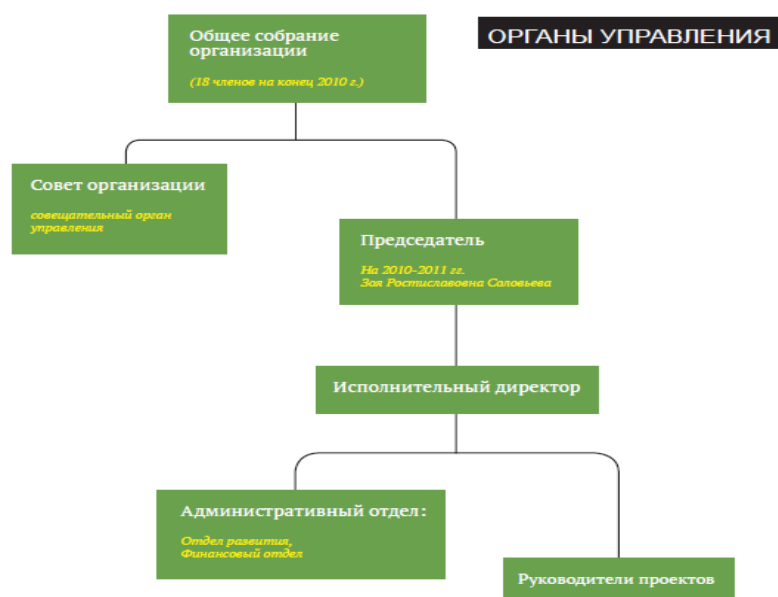 ОРГАНЫ УПРАВЛЕНИЯ
Общее собрание
организации
(18 членов на конец 2010 г.)
Совет организации
совещательный орган
управления
Председатель
На 2010-2011 гг.
Зоя Ростиславовна Соловьева
Исполнительный директор
Административный отдел:
Отдел развития,
Финансовый отдел
Руководители проектов